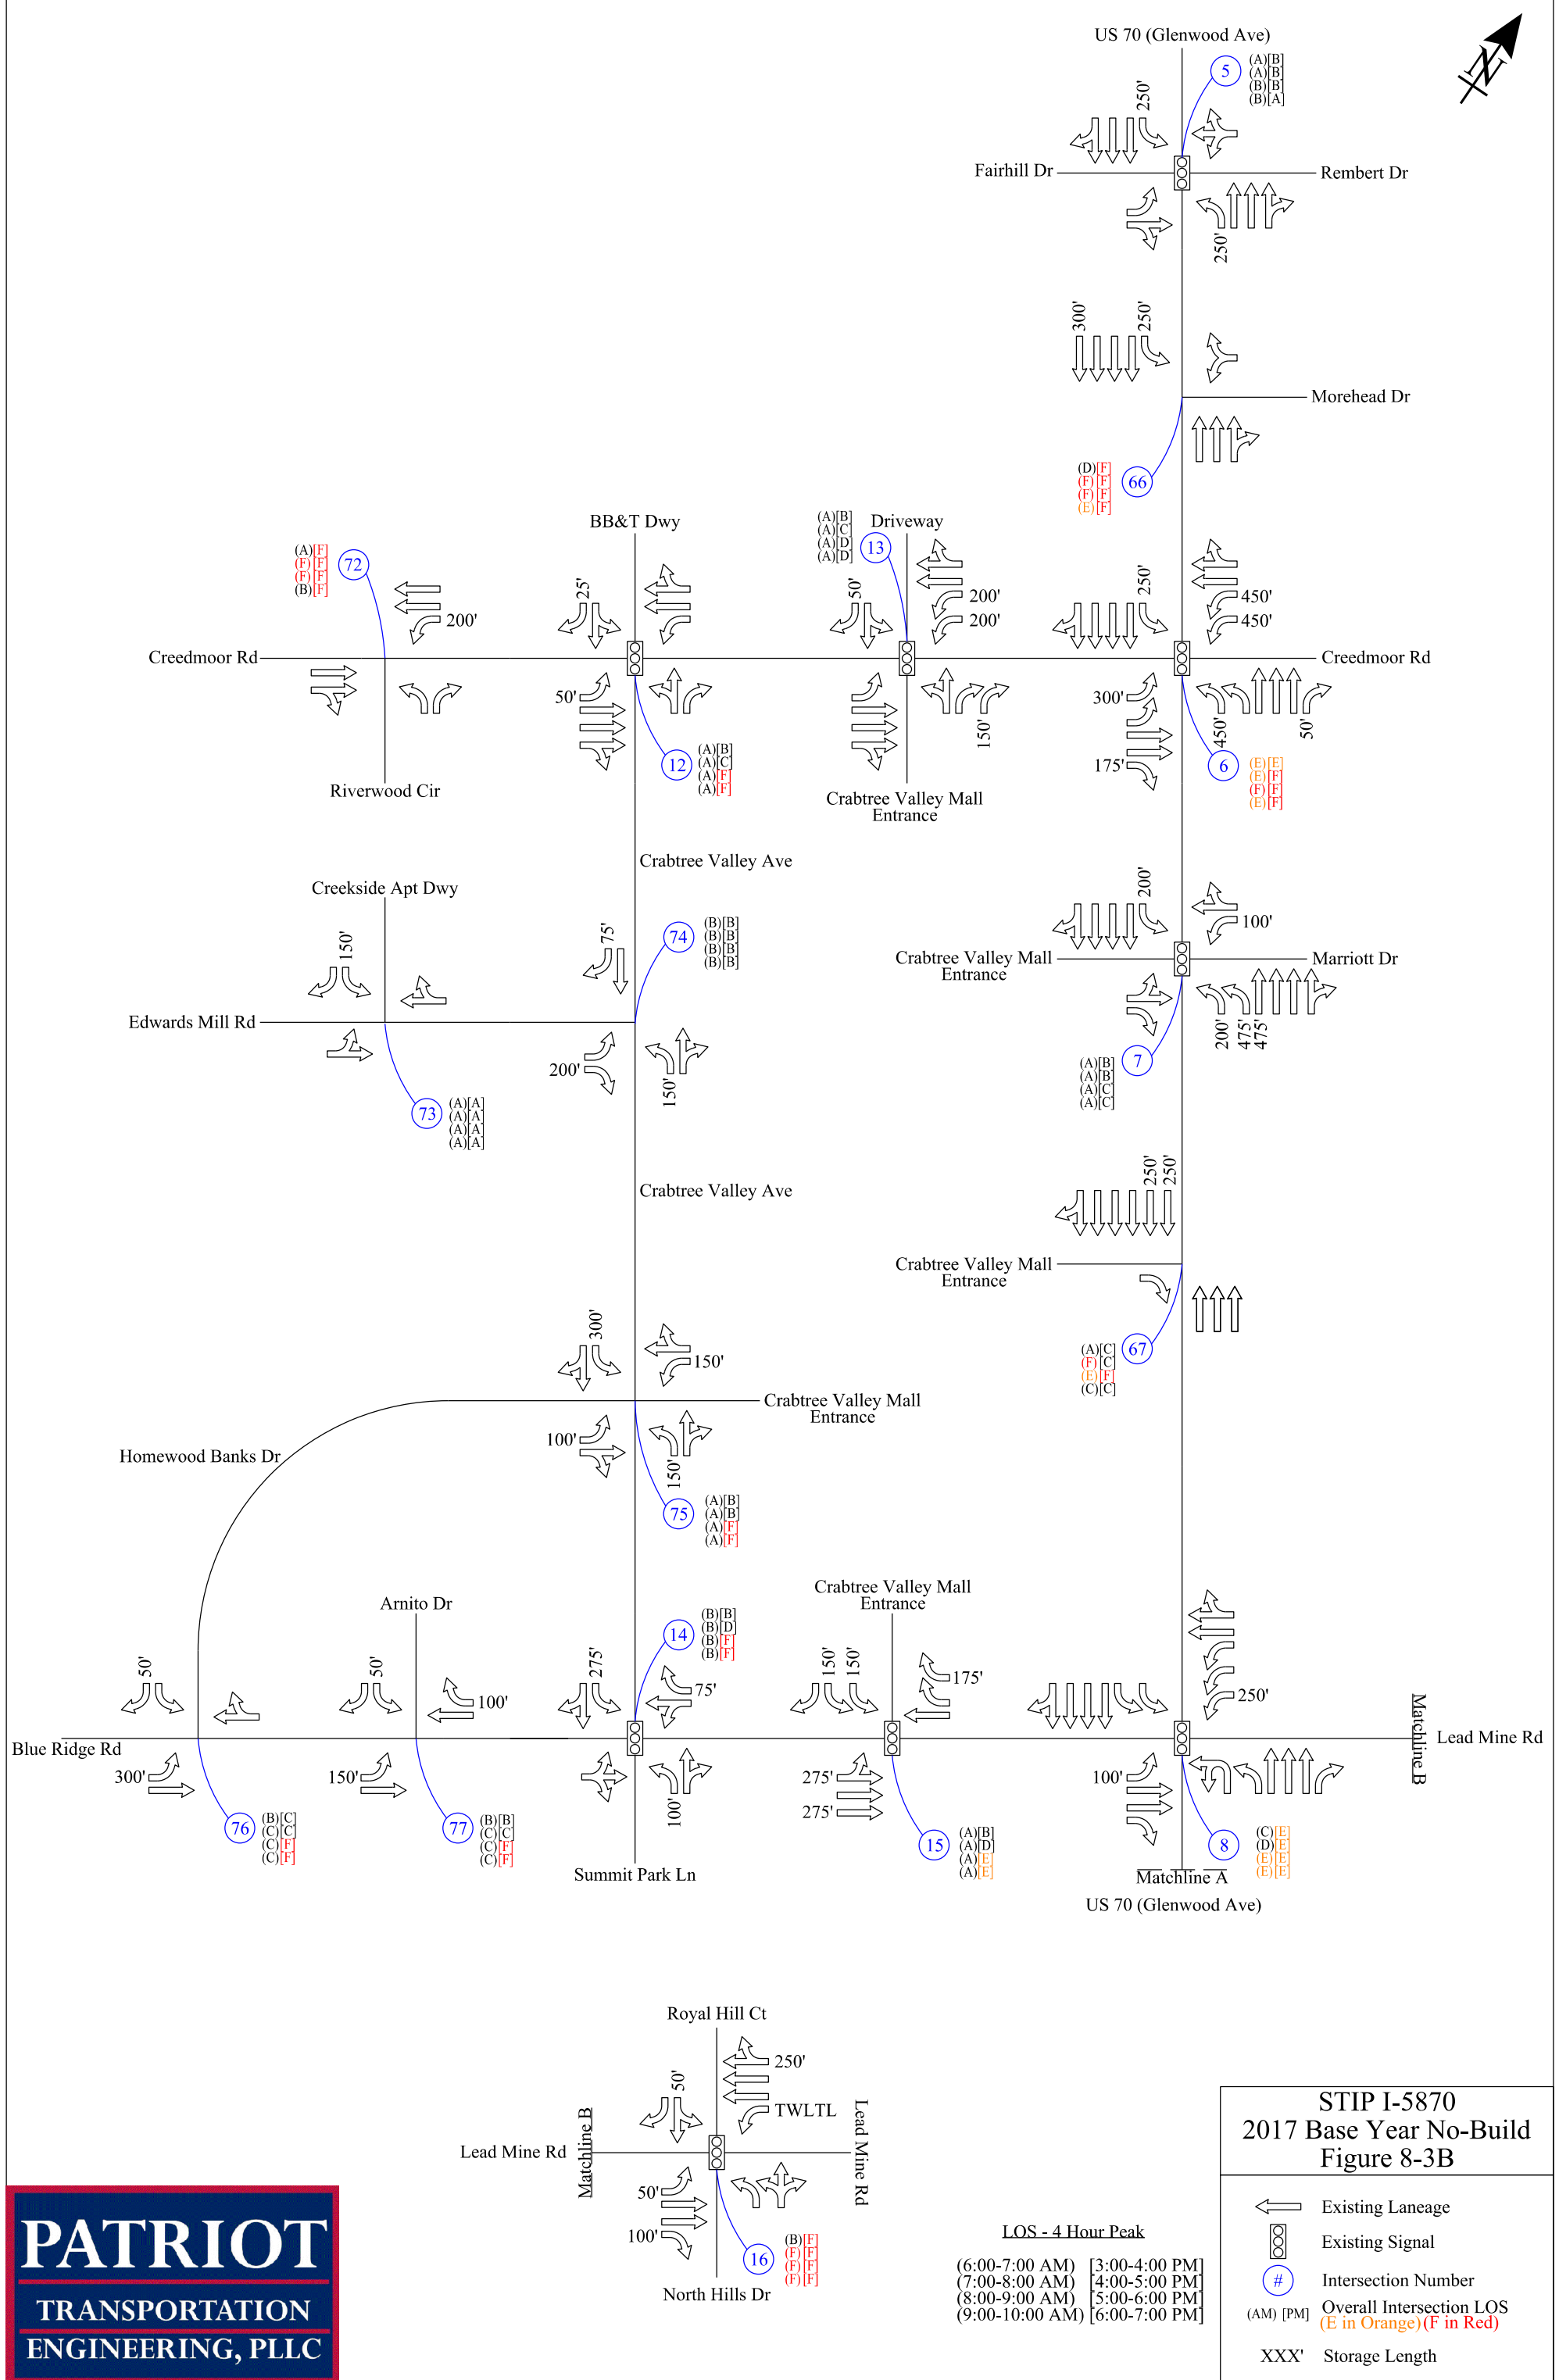 US 70 (Glenwood Ave)
N
5
(A)[B]
(A)[B]
(B)[B]
(B)[A]
250'
Fairhill Dr
Rembert Dr
250'
300'
250'
Morehead Dr
66
(D)[F]
(F)[F]
(F)[F]
(E)[F]
72
(A)[F]
(F)[F]
(F)[F]
(B)[F]
200'
Creedmoor Rd
Riverwood Cir
BB&T Dwy
25'
50'
12
(A)[B]
(A)[C]
(A)[F]
(A)[F]
Driveway
13
(A)[B]
(A)[C]
(A)[D]
(A)[D]
50'
200'
200'
150'
Crabtree Valley Mall
Entrance
250'
450'
450'
Creedmoor Rd
300'
175'
450'
50'
6
(E)[E]
(E)[F]
(F)[F]
(E)[F]
Crabtree Valley Ave
Creekside Apt Dwy
150'
Edwards Mill Rd
73
(A)[A]
(A)[A]
(A)[A]
(A)[A]
75'
74
(B)[B]
(B)[B]
(B)[B]
(B)[B]
200'
150'
200'
100'
Crabtree Valley Mall
Entrance
Marriott Dr
200'
475'
475'
7
(A)[B]
(A)[B]
(A)[C]
(A)[C]
Crabtree Valley Ave
250'
250'
Crabtree Valley Mall
Entrance
67
(A)[C]
(F)[C]
(E)[F]
(C)[C]
300'
150'
Crabtree Valley Mall
Entrance
100'
150'
Homewood Banks Dr
75
(A)[B]
(A)[B]
(A)[F]
(A)[F]
50'
Blue Ridge Rd
300'
76
(B)[C]
(C)[C]
(C)[F]
(C)[F]
Arnito Dr
50'
100'
150'
77
(B)[B]
(C)[C]
(C)[F]
(C)[F]
14
(B)[B]
(B)[D]
(B)[F]
(B)[F]
275'
75'
100'
Summit Park Ln
Crabtree Valley Mall
Entrance
150'
150'
175'
275'
275'
15
(A)[B]
(A)[D]
(A)[E]
(A)[E]
250'
100'
8
(C)[E]
(D)[E]
(E)[E]
(E)[E]
Matchline B
Lead Mine Rd
Matchline A
US 70 (Glenwood Ave)
Royal Hill Ct
50'
250'
TWLTL
Lead Mine Rd
Matchline B
Lead Mine Rd
50'
100'
16
(B)[F]
(F)[F]
(F)[F]
(F)[F]
North Hills Dr
LOS - 4 Hour Peak
(6:00-7:00 AM) [3:00-4:00 PM]
(7:00-8:00 AM) [4:00-5:00 PM]
(8:00-9:00 AM) [5:00-6:00 PM]
(9:00-10:00 AM) [6:00-7:00 PM]
STIP I-5870
2017 Base Year No-Build
Figure 8-3B
Existing Laneage
Existing Signal
# Intersection Number
(AM) [PM] Overall Intersection LOS
(E in Orange) (F in Red)
XXX' Storage Length
PATRIOT
TRANSPORTATION
ENGINEERING, PLLC